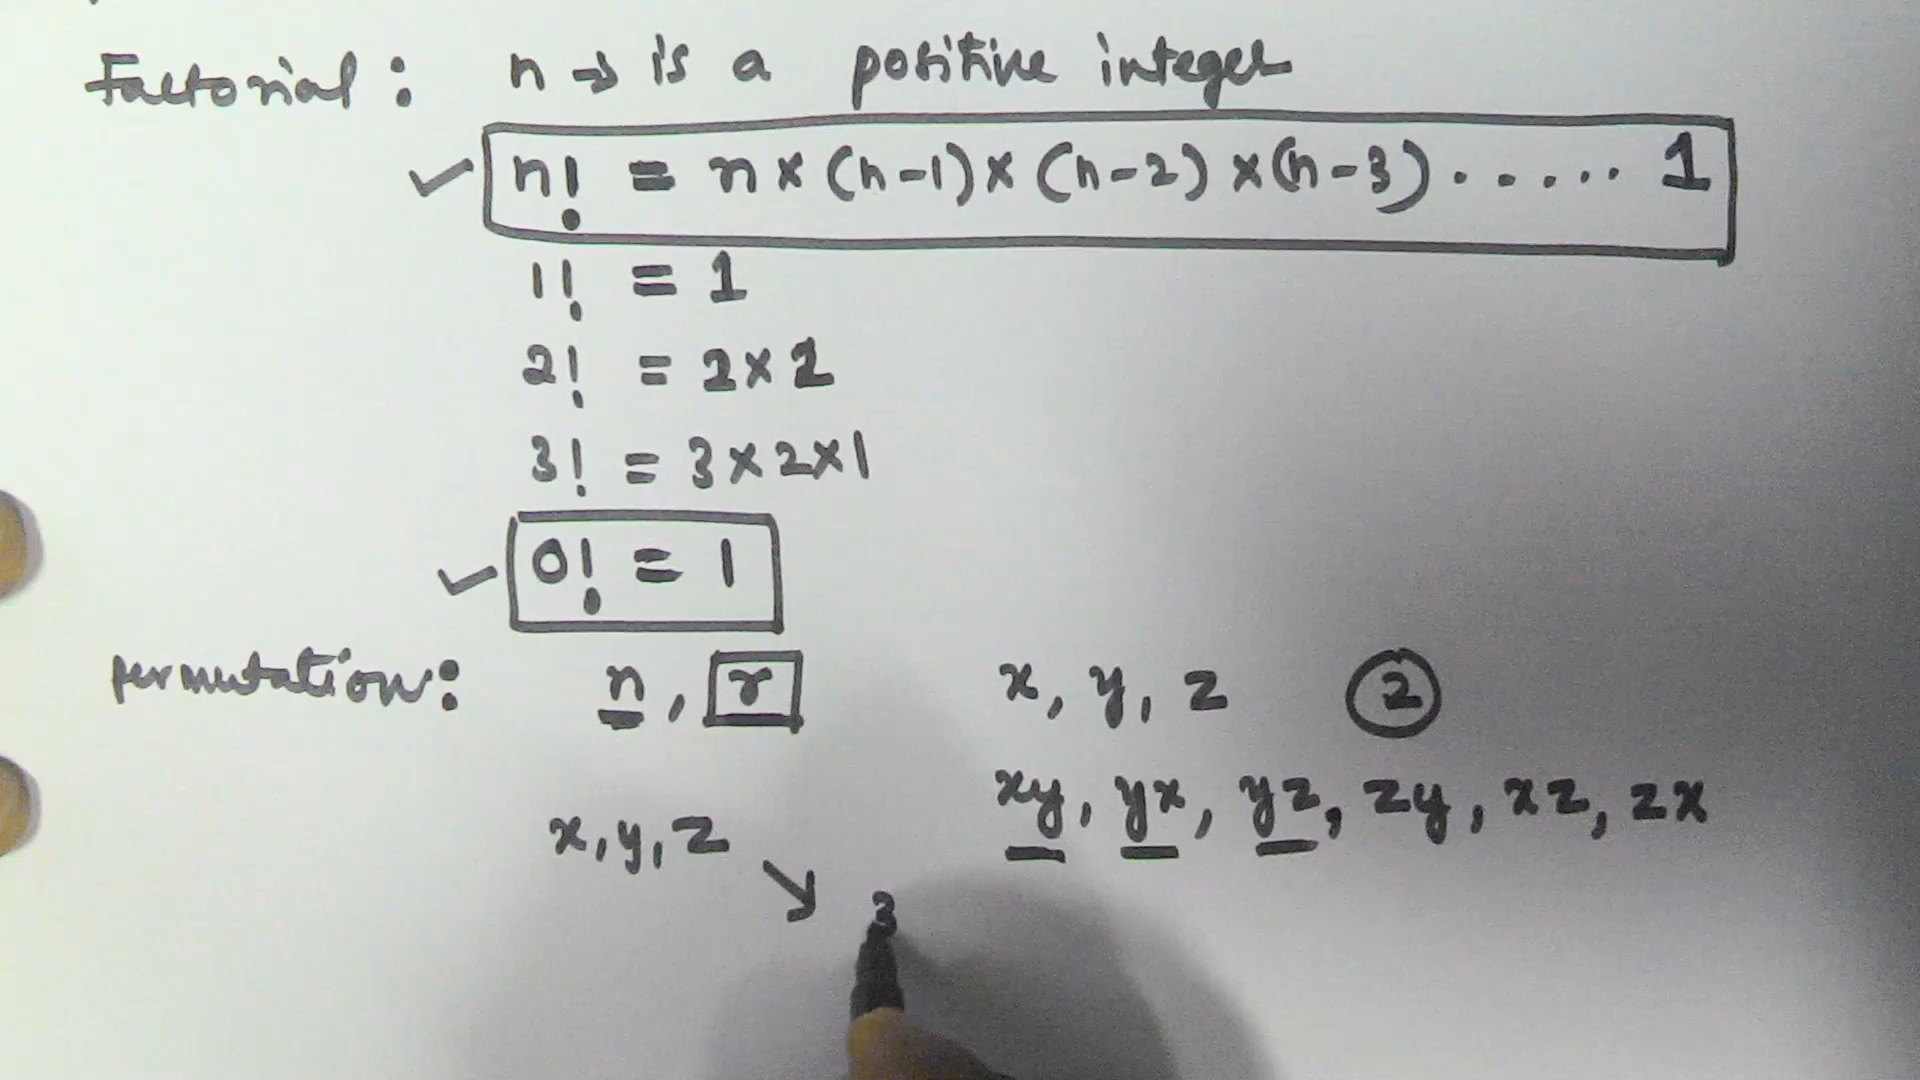 Factorial : n → is a positive integer
n! = n × (n-1) × (n-2) × (n-3) ...... 1
1! = 1
2! = 2 × 1
3! = 3 × 2 × 1
0! = 1
permutation : n, r x, y, z 2
xy, yx, yz, zy, xz, zx
x, y, z ↘ 3